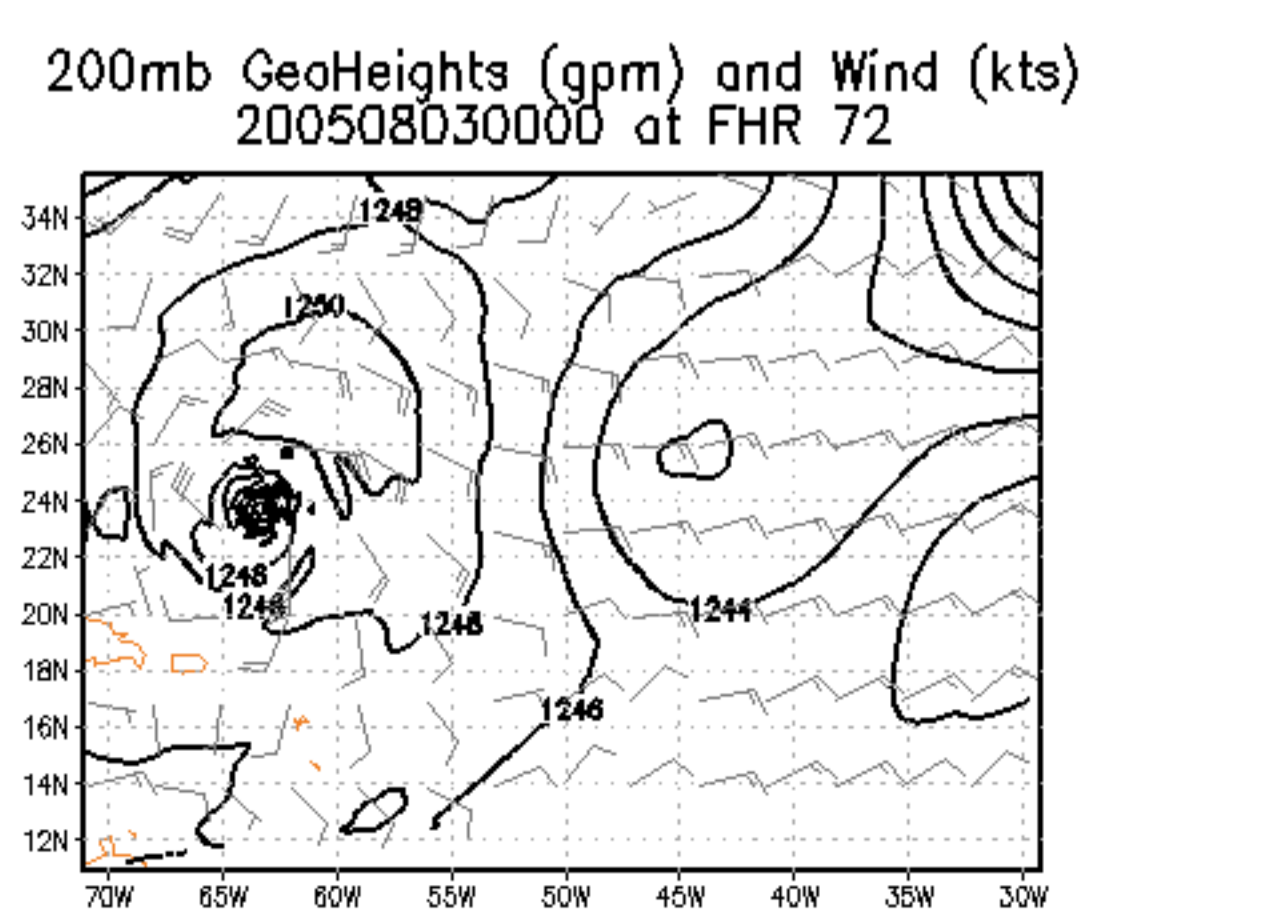 200mb GeoHeights (gpm) and Wind (kts)
200508030000 at FHR 72
34N
1248
32N
1250
30N
28N
26N
24N
22N
1248
1248
20N
1248
1244
18N
1246
16N
14N
12N
70W 65W 60W 55W 50W 45W 40W 35W 30W